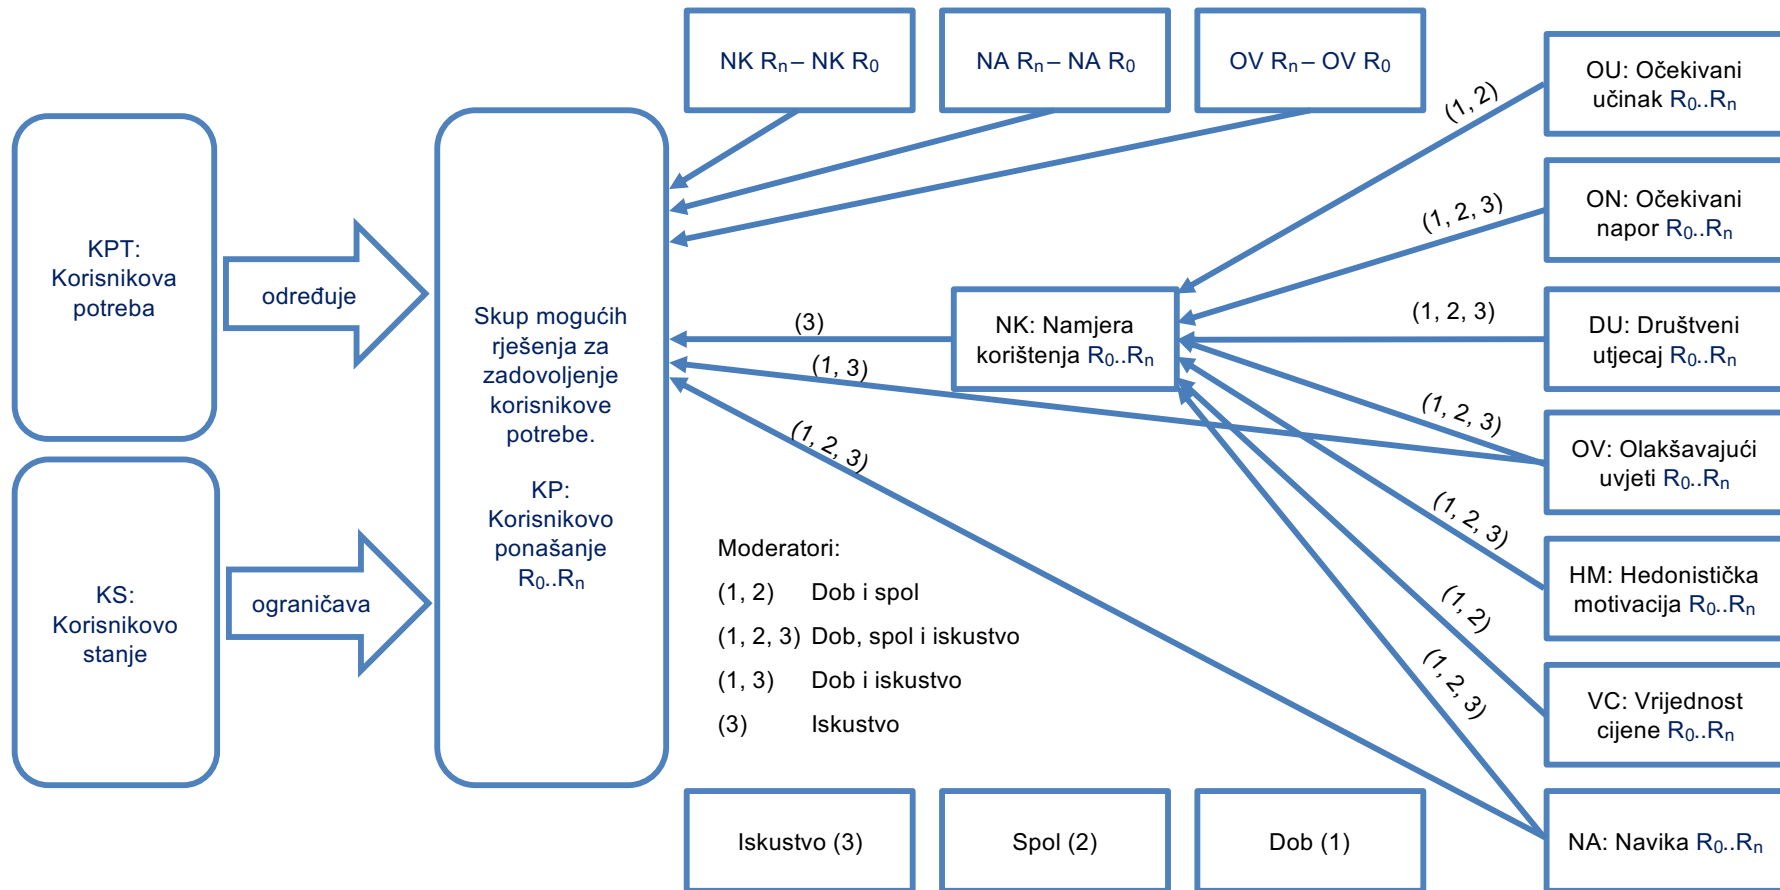 NK Rn – NK R0
NA Rn – NA R0
OV Rn – OV R0
KPT:
Korisnikova
potreba
određuje
KS:
Korisnikovo
stanje
ograničava
Skup mogućih
rješenja za
zadovoljenje
korisnikove
potrebe.
KP:
Korisnikovo
ponašanje
R0..Rn
(3)
(1, 3)
(1, 2, 3)
NK: Namjera
korištenja R0..Rn
(1, 2)
(1, 2, 3)
(1, 2, 3)
(1, 2, 3)
(1, 2, 3)
(1, 2)
(1, 2, 3)
OU: Očekivani
učinak R0..Rn
ON: Očekivani
napor R0..Rn
DU: Društveni
utjecaj R0..Rn
OV: Olakšavajući
uvjeti R0..Rn
HM: Hedonistička
motivacija R0..Rn
VC: Vrijednost
cijene R0..Rn
NA: Navika R0..Rn
Moderatori:
(1, 2) Dob i spol
(1, 2, 3) Dob, spol i iskustvo
(1, 3) Dob i iskustvo
(3) Iskustvo
Iskustvo (3)
Spol (2)
Dob (1)